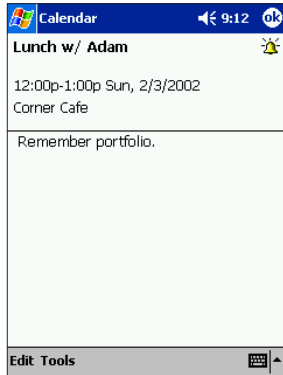 Calendar 9:12 ok
Lunch w/ Adam
12:00p-1:00p Sun, 2/3/2002
Corner Cafe
Remember portfolio.
Edit Tools